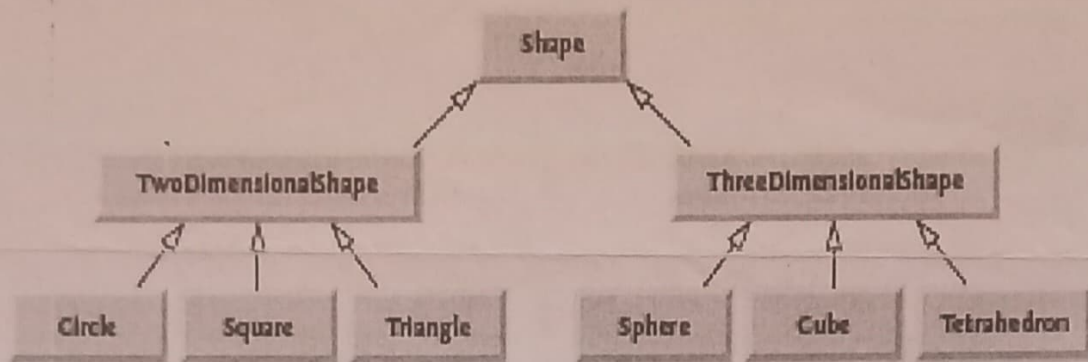 Shape
TwoDimensionalShape
ThreeDimensionalShape
Circle
Square
Triangle
Sphere
Cube
Tetrahedron